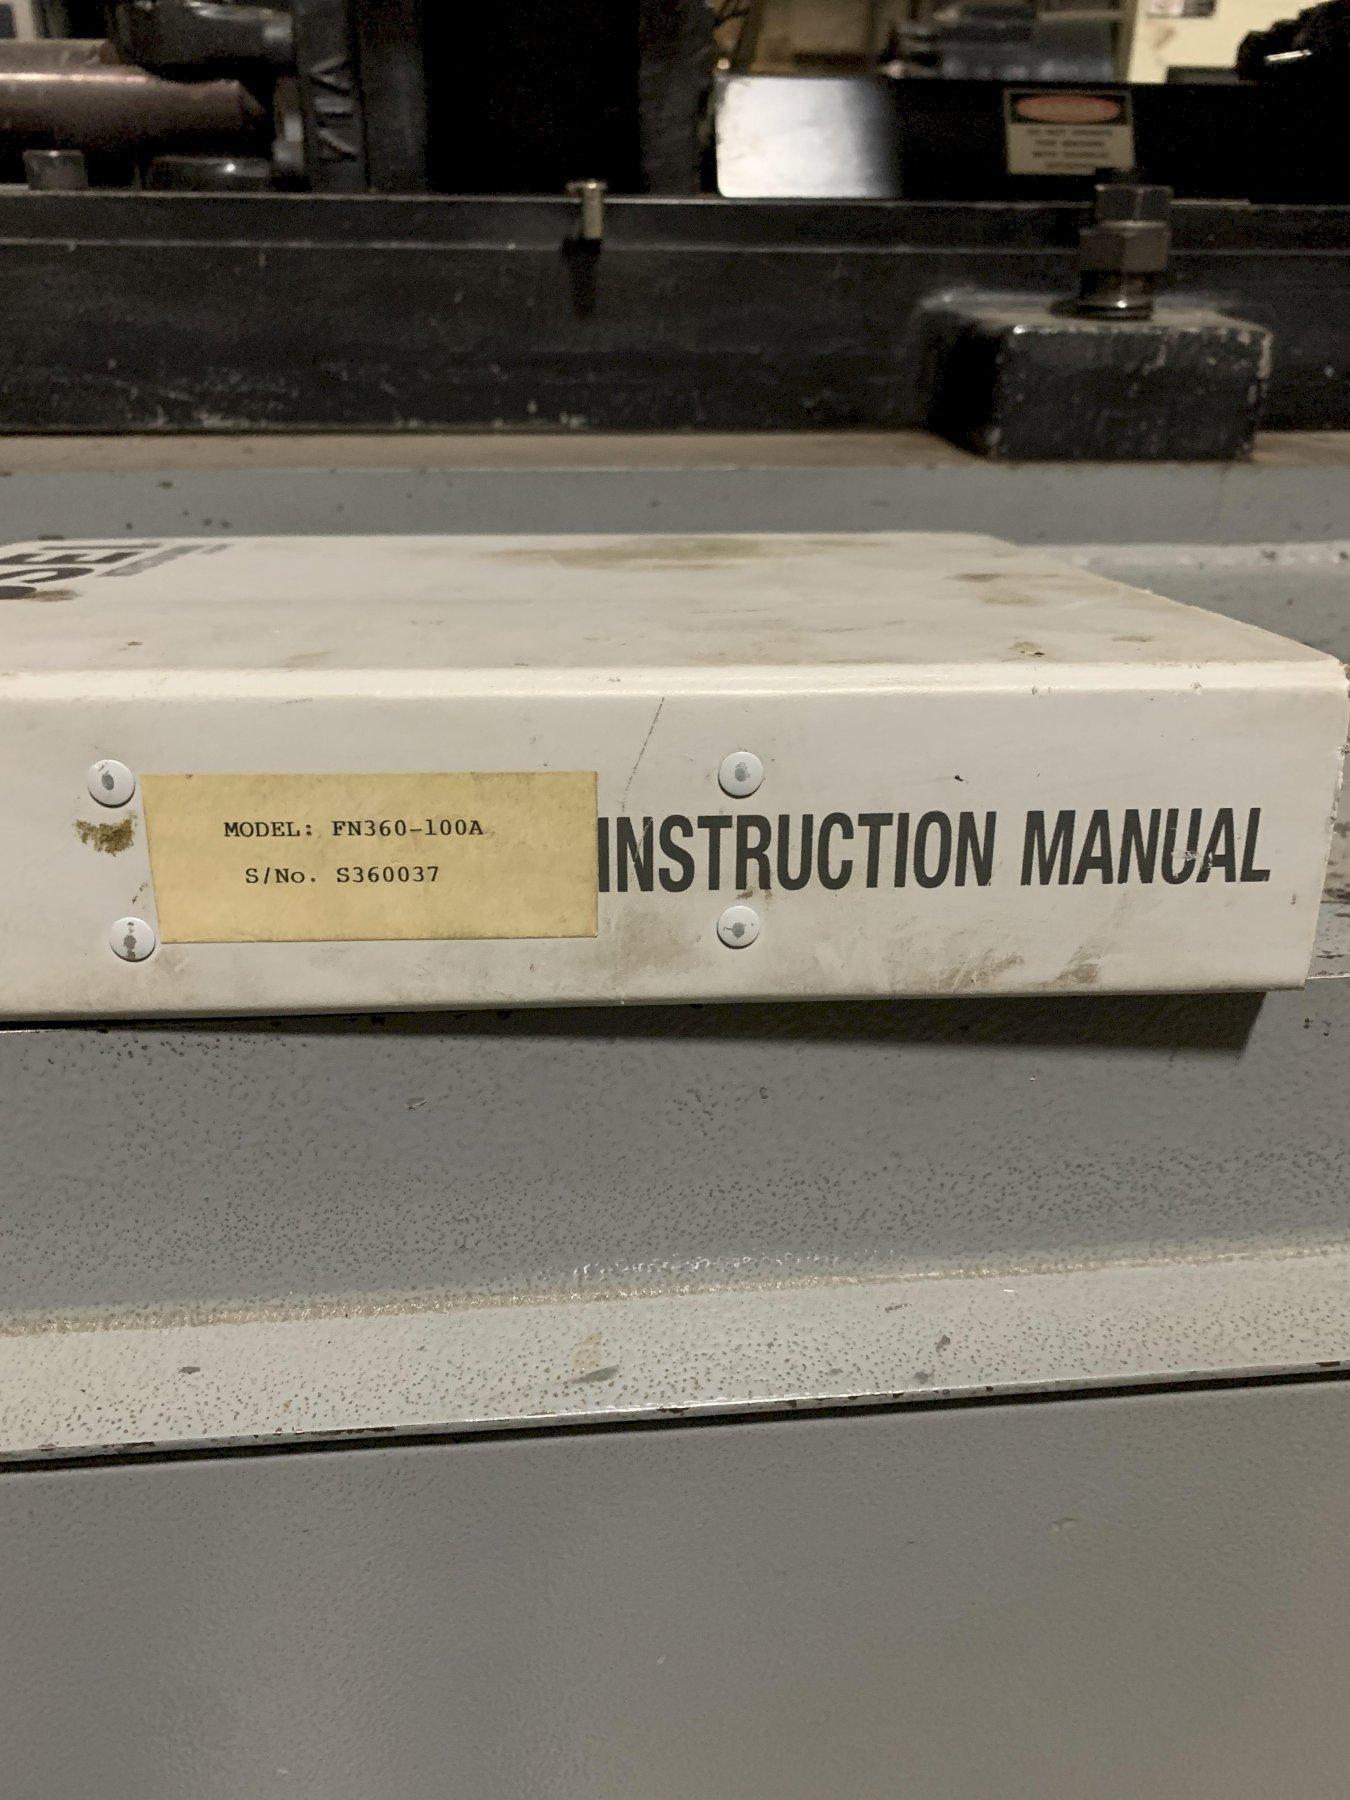 MODEL: FN360-100A
S/No. S360037
INSTRUCTION MANUAL